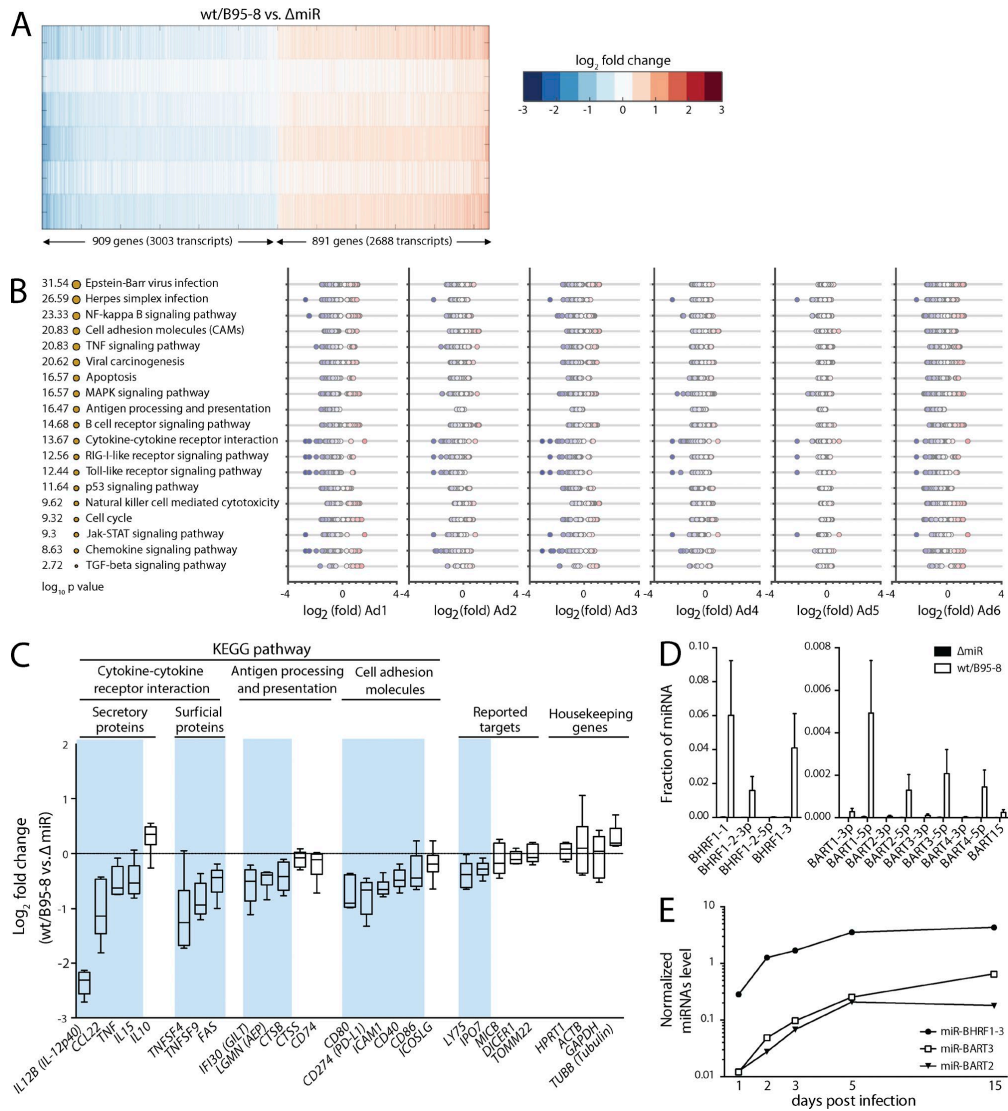 A
wt/B95-8 vs. ΔmiR
909 genes (3003 transcripts)
891 genes (2688 transcripts)
log2 fold change
-3 -2 -1 0 1 2 3
B
31.54 Epstein-Barr virus infection
26.59 Herpes simplex infection
23.33 NF-kappa B signaling pathway
20.83 Cell adhesion molecules (CAMs)
20.83 TNF signaling pathway
20.62 Viral carcinogenesis
16.57 Apoptosis
16.57 MAPK signaling pathway
16.47 Antigen processing and presentation
14.68 B cell receptor signaling pathway
13.67 Cytokine-cytokine receptor interaction
12.56 RIG-I-like receptor signaling pathway
12.44 Toll-like receptor signaling pathway
11.64 p53 signaling pathway
9.62 Natural killer cell mediated cytotoxicity
9.32 Cell cycle
9.3 Jak-STAT signaling pathway
8.63 Chemokine signaling pathway
2.72 TGF-beta signaling pathway
log10 p value
-4 0 4 -4 0 4 -4 0 4 -4 0 4 -4 0 4 -4 0 4
log2(fold) Ad1
log2(fold) Ad2
log2(fold) Ad3
log2(fold) Ad4
log2(fold) Ad5
log2(fold) Ad6
C
KEGG pathway
Cytokine-cytokine
receptor interaction
Antigen processing
and presentation
Cell adhesion
molecules
Secretory
proteins
Surficial
proteins
Reported
targets
Housekeeping
genes
Log2 fold change
(wt/B95-8 vs.Δ miR)
2
1
0
-1
-2
-3
IL12B (IL-12p40)
CCL22
TNF
IL15
IL10
TNFSF4
TNFSF9
FAS
IFI30 (GILT)
LGMN (AEP)
CTSB
CTSS
CD74
CD80
CD274 (PD-L1)
ICAM1
CD40
CD86
ICOSLG
LY75
IPO7
MICB
DICER1
TOMM22
HPRT1
ACTB
GAPDH
TUBB (Tubulin)
D
Fraction of miRNA
0.10
0.08
0.06
0.04
0.02
0.00
BHRF1-1
BHRF1-2-3p
BHRF1-2-5p
BHRF1-3
0.008
0.006
0.004
0.002
0.000
BART1-3p
BART1-5p
BART2-3p
BART2-5p
BART3-3p
BART3-5p
BART4-3p
BART4-5p
BART15
ΔmiR
wt/B95-8
E
Normalized
miRNAs level
10
1
0.1
0.01
1 2 3 5 15
days post infection
miR-BHRF1-3
miR-BART3
miR-BART2